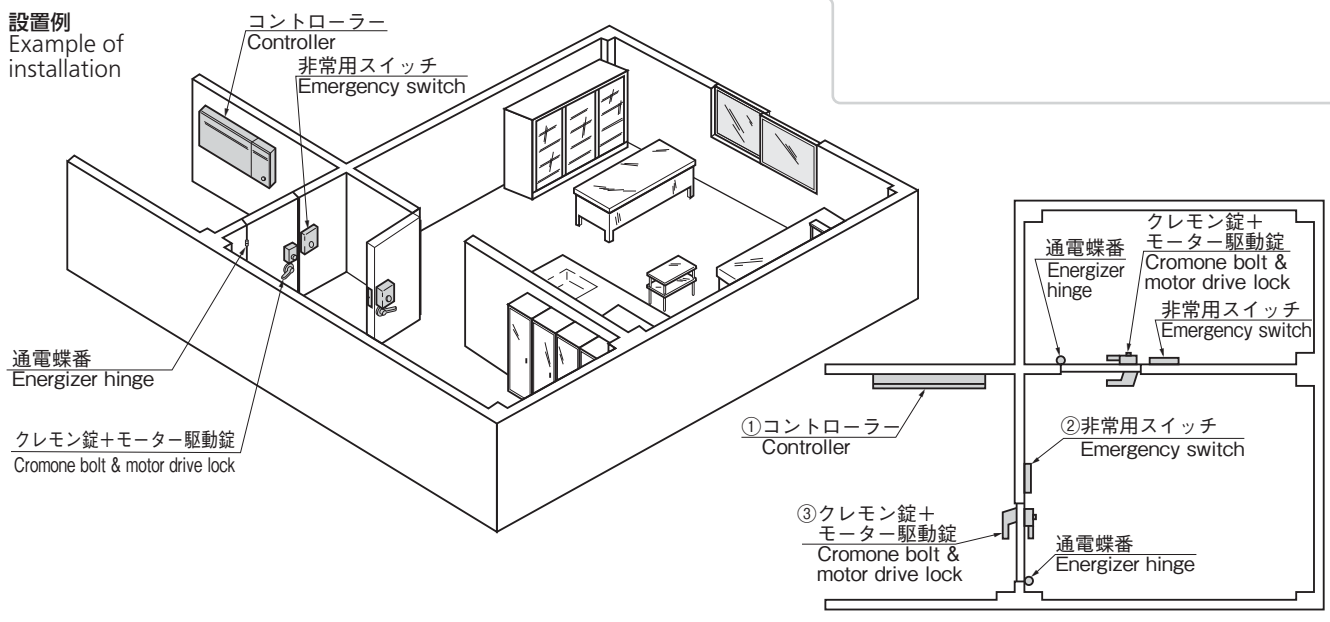 設置例
Example of
installation
コントローラー
Controller
非常用スイッチ
Emergency switch
通電蝶番
Energizer hinge
クレモン錠+モーター駆動錠
Cromone bolt & motor drive lock
通電蝶番
Energizer
hinge
クレモン錠+
モーター駆動錠
Cromone bolt &
motor drive lock
非常用スイッチ
Emergency switch
①コントローラー
Controller
②非常用スイッチ
Emergency switch
③クレモン錠+
モーター駆動錠
Cromone bolt &
motor drive lock
通電蝶番
Energizer hinge